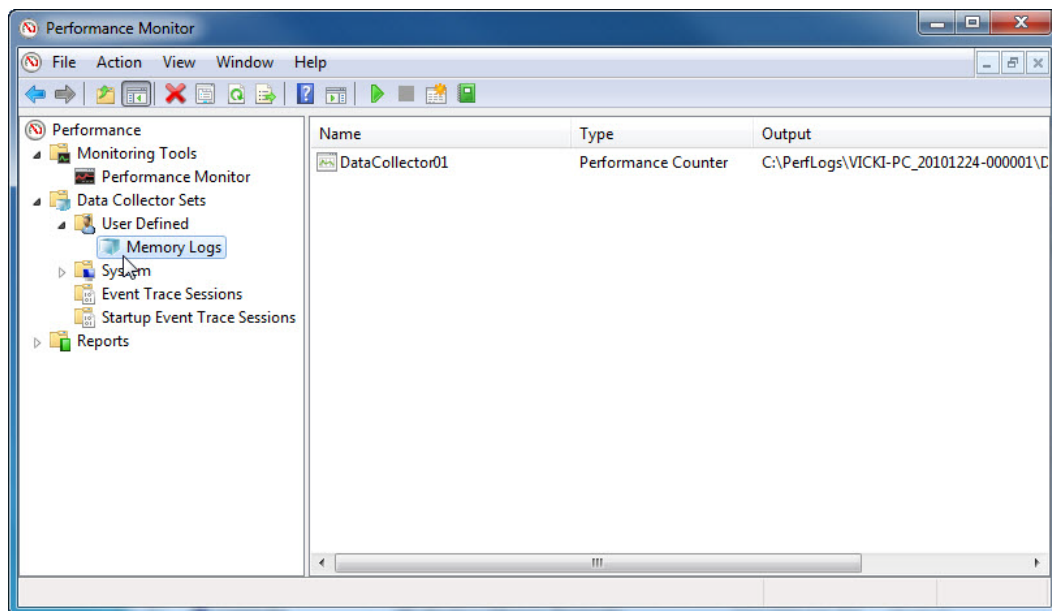 Performance Monitor
File Action View Window Help
Performance
Monitoring Tools
Performance Monitor
Data Collector Sets
User Defined
Memory Logs
System
Event Trace Sessions
Startup Event Trace Sessions
Reports
Name Type Output
DataCollector01 Performance Counter C:\PerfLogs\VICKI-PC_20101224-000001\D